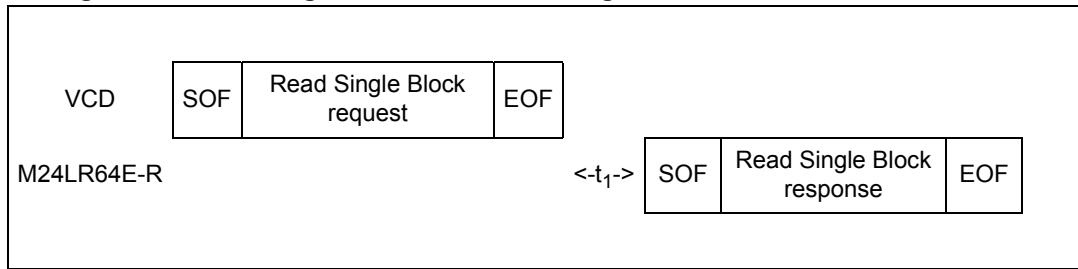 VCD SOF Read Single Block request EOF
M24LR64E-R <-t₁-> SOF Read Single Block response EOF